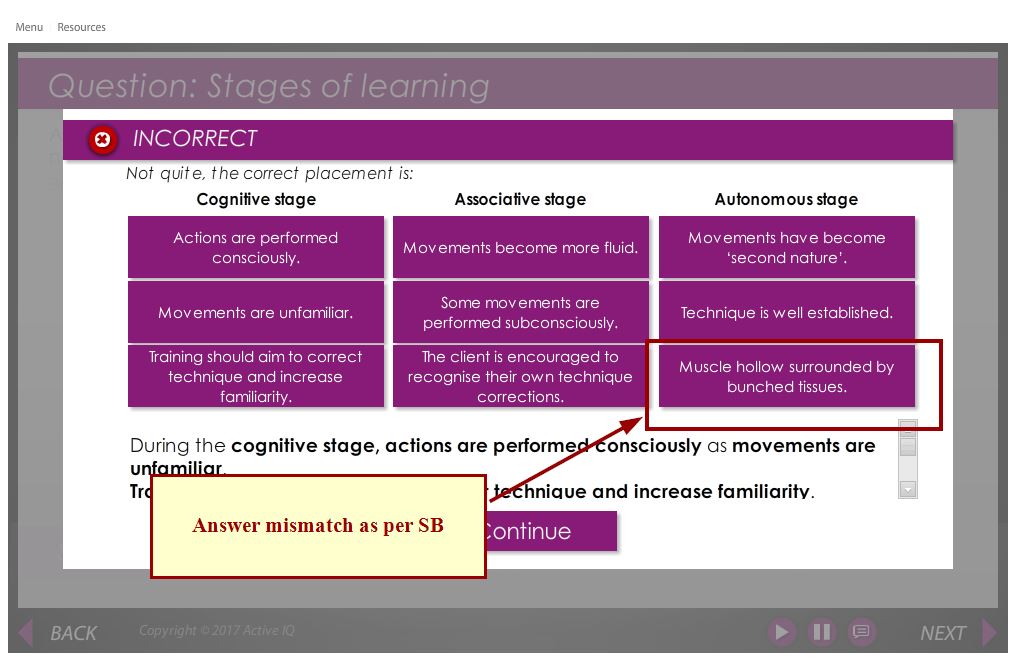 Menu Resources
Question: Stages of learning
INCORRECT
Not quite, the correct placement is:
Cognitive stage
Associative stage
Autonomous stage
Actions are performed
consciously.
Movements become more fluid.
Movements have become
‘second nature’.
Movements are unfamiliar.
Some movements are
performed subconsciously.
Technique is well established.
Training should aim to correct
technique and increase
familiarity.
The client is encouraged to
recognise their own technique
corrections.
Muscle hollow surrounded by
bunched tissues.
During the cognitive stage, actions are performed consciously as movements are
unfamiliar.
technique and increase familiarity.
Answer mismatch as per SB
Continue
BACK
Copyright © 2017 Active IQ
NEXT